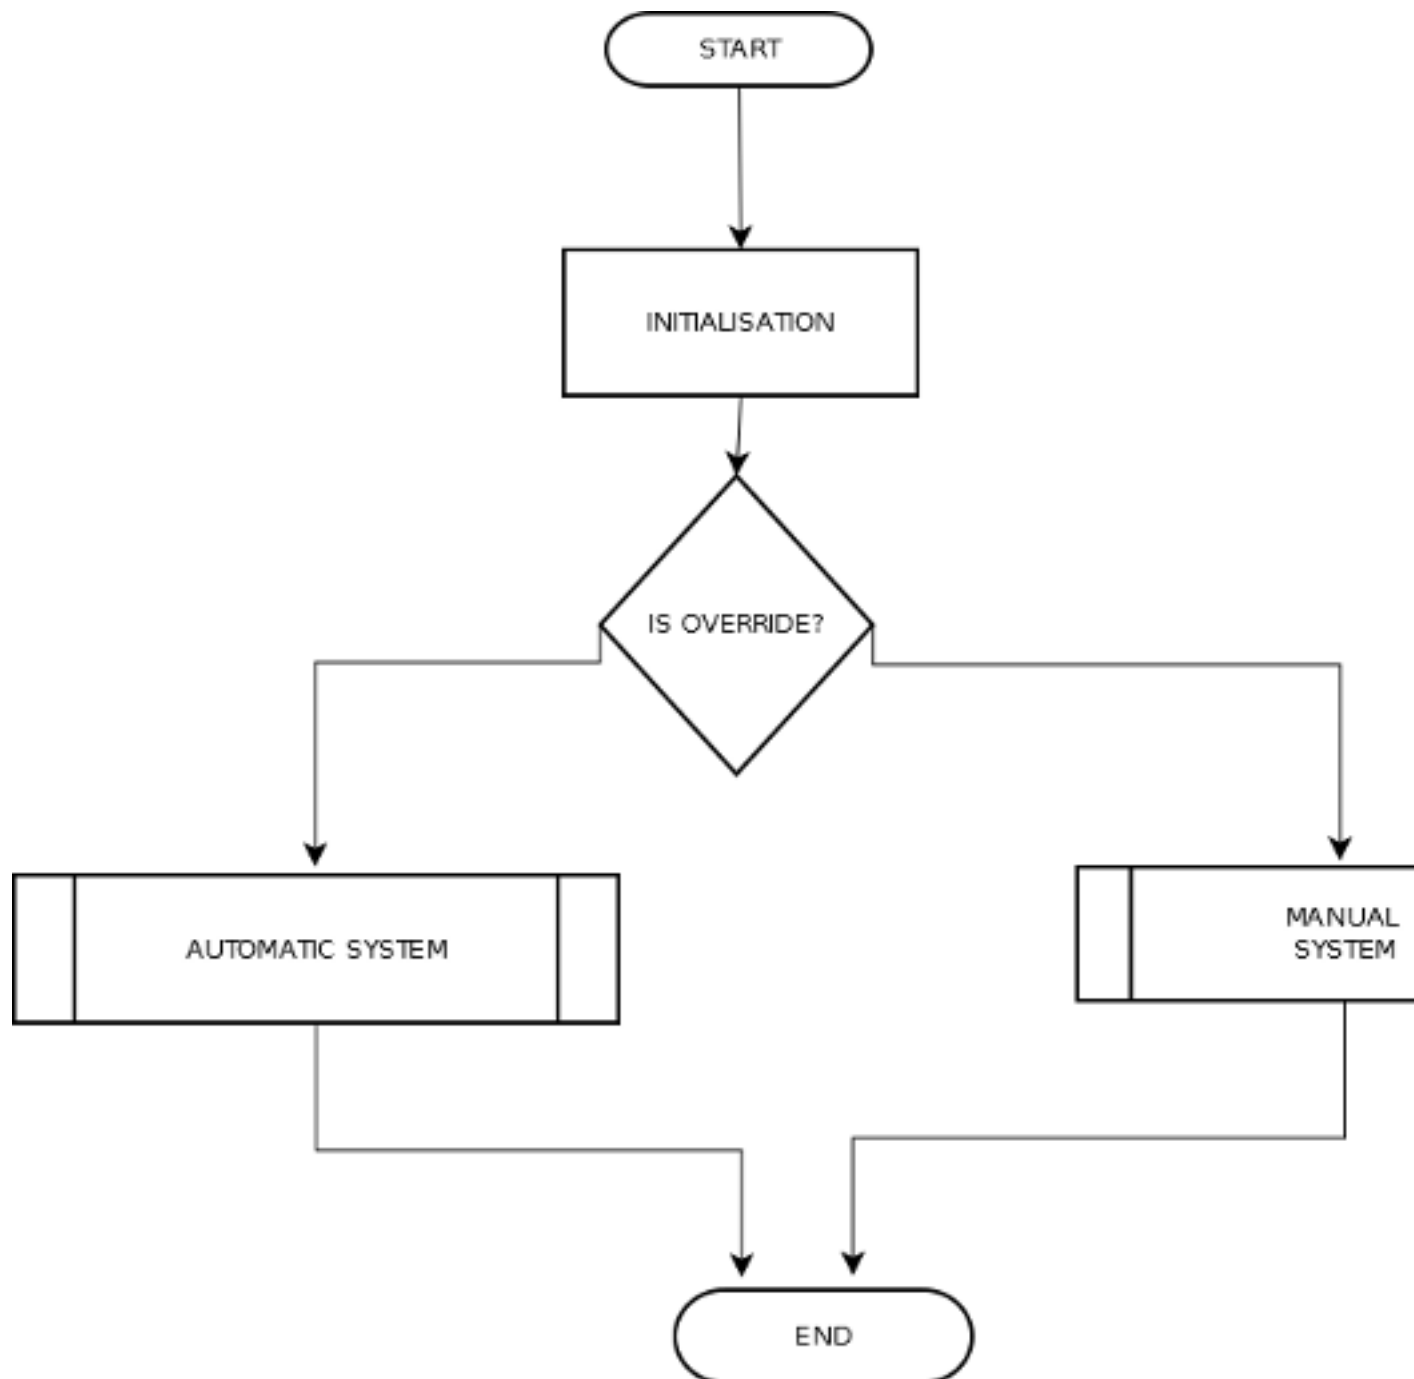 START
INITIALISATION
IS OVERRIDE?
AUTOMATIC SYSTEM
MANUAL
SYSTEM
END